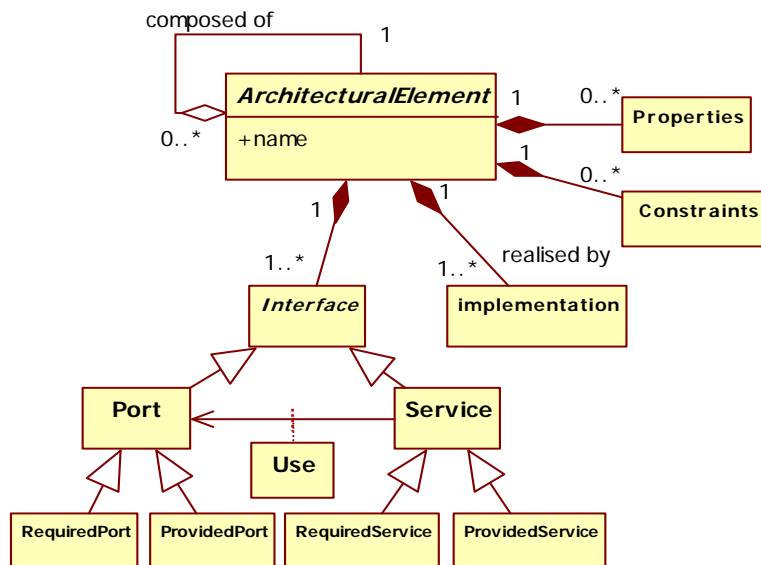 composed of
1
ArchitecturalElement
+name
0..*
1
0..*
Properties
1
0..*
Constraints
1
1
1..*
1..*
realised by
Interface
implementation
Port
Service
Use
RequiredPort
ProvidedPort
RequiredService
ProvidedService